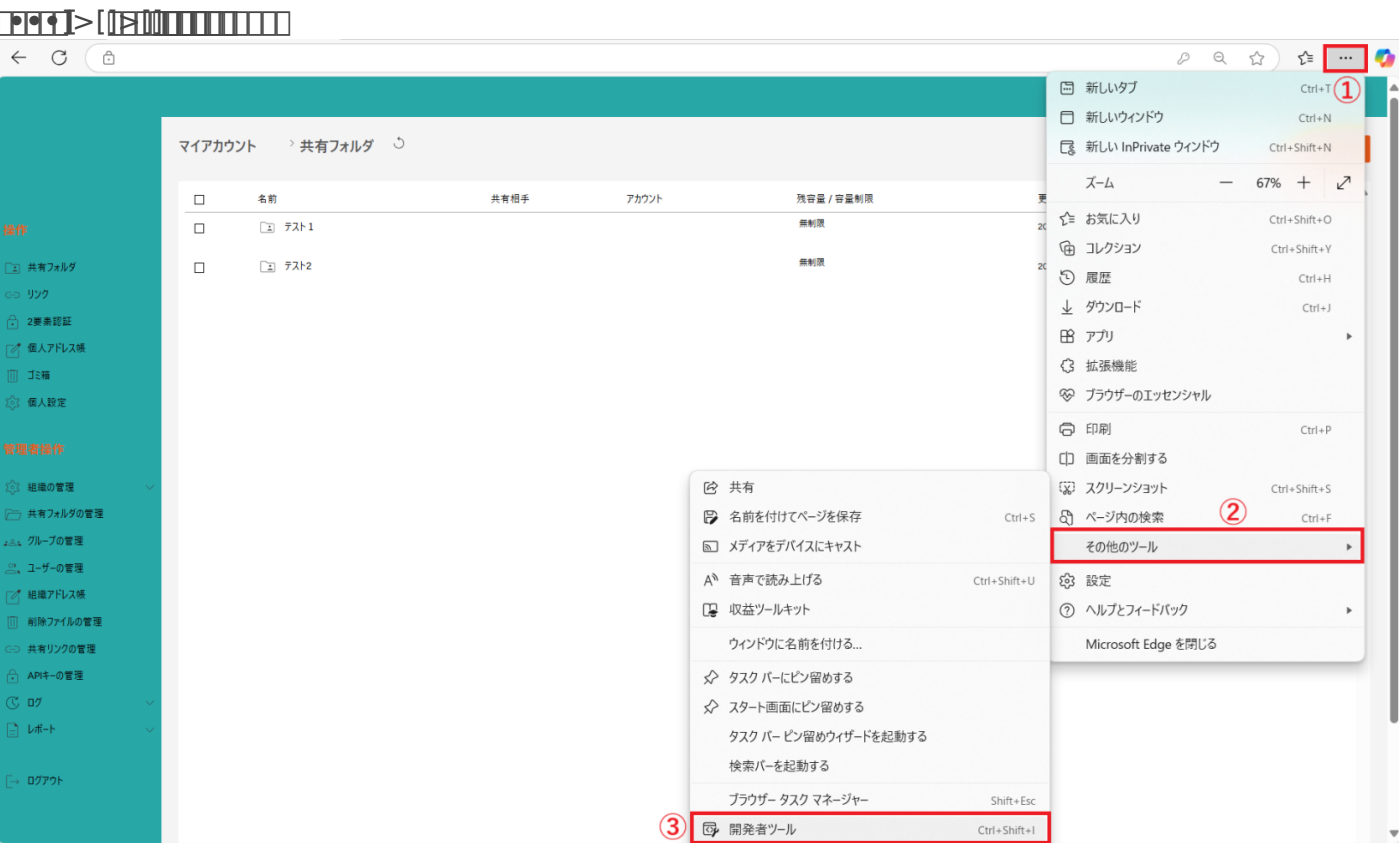 新しいタブ Ctrl+T ①
新しいウィンドウ Ctrl+N
新しい InPrivate ウィンドウ Ctrl+Shift+N
ズーム 67%
お気に入り Ctrl+Shift+O
コレクション Ctrl+Shift+Y
履歴 Ctrl+H
ダウンロード Ctrl+J
アプリ
拡張機能
ブラウザーのエッセンシャル
印刷 Ctrl+P
画面を分割する
スクリーンショット Ctrl+Shift+S
ページ内の検索 ② Ctrl+F
その他のツール
設定
ヘルプとフィードバック
Microsoft Edge を閉じる
マイアカウント > 共有フォルダ
名前 共有相手 アカウント 残容量 / 容量制限 更
テスト1 無制限 20
テスト2 無制限 20
操作
共有フォルダ
リンク
2要素認証
個人アドレス帳
ゴミ箱
個人設定
管理者操作
組織の管理
共有フォルダの管理
グループの管理
ユーザーの管理
組織アドレス帳
削除ファイルの管理
共有リンクの管理
APIキーの管理
ログ
レポート
ログアウト
共有
名前を付けてページを保存 Ctrl+S
メディアをデバイスにキャスト
音声で読み上げる Ctrl+Shift+U
収益ツールキット
ウィンドウに名前を付ける...
タスク バーにピン留めする
スタート画面にピン留めする
タスク バー ピン留めウィザードを起動する
検索バーを起動する
ブラウザー タスク マネージャー Shift+Esc
③ 開発者ツール Ctrl+Shift+I